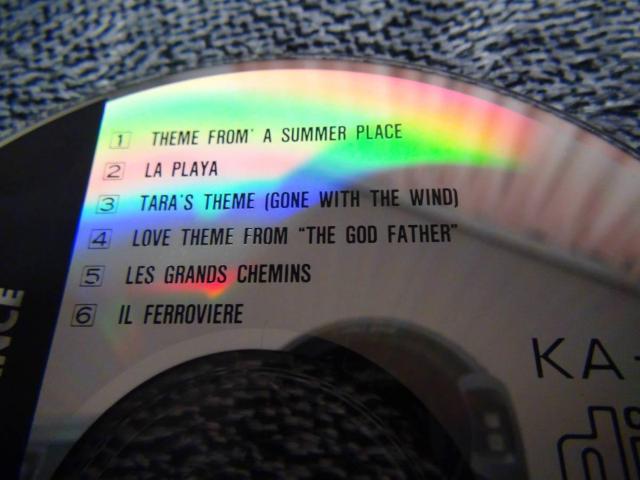 1 THEME FROM' A SUMMER PLACE
2 LA PLAYA
3 TARA'S THEME (GONE WITH THE WIND)
4 LOVE THEME FROM "THE GOD FATHER"
5 LES GRANDS CHEMINS
6 IL FERROVIERE
KA-